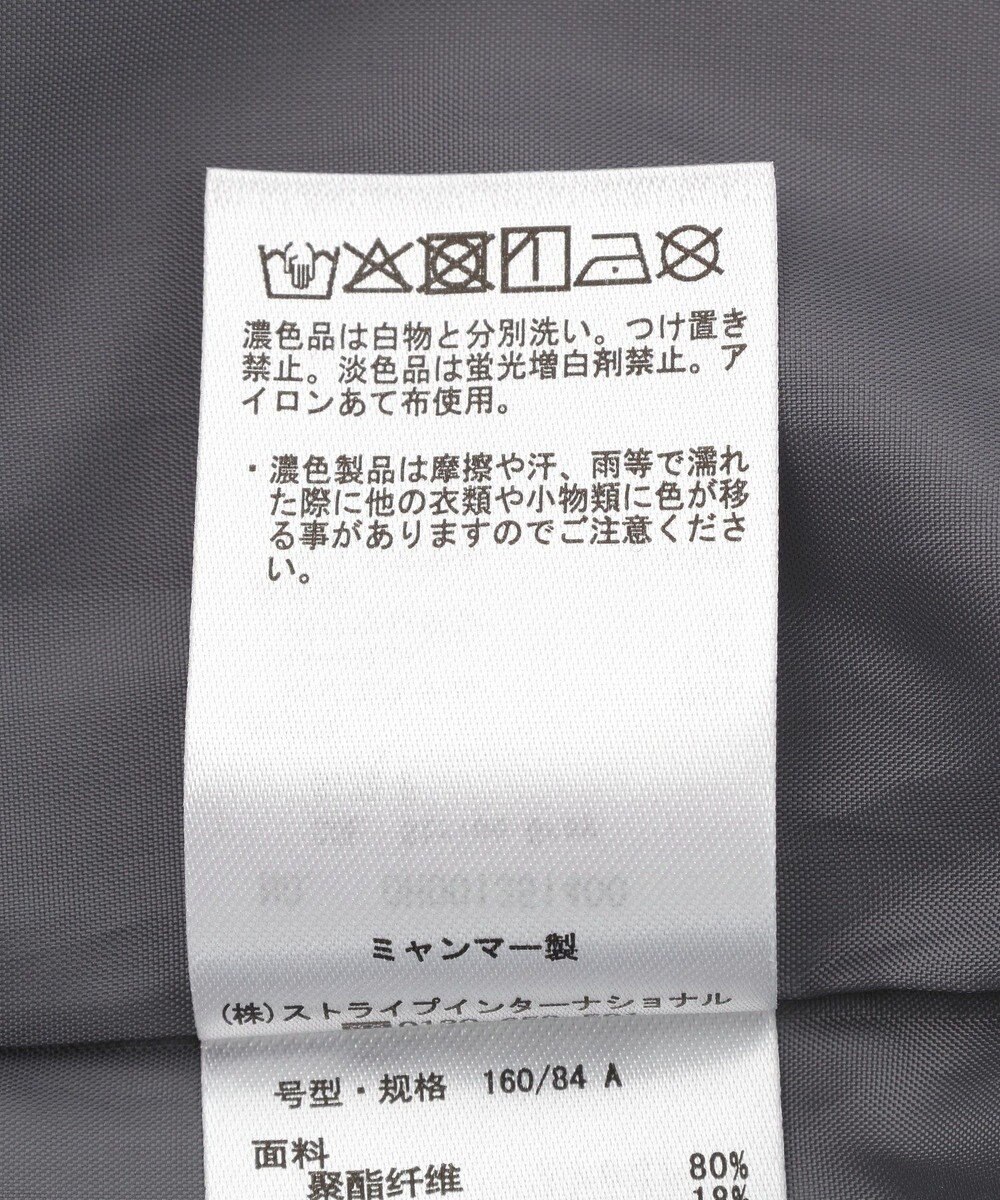 濃色品は白物と分別洗い。つけ置き
禁止。淡色品は蛍光増白剤禁止。ア
イロンあて布使用。
・濃色製品は摩擦や汗、雨等で濡れ
た際に他の衣類や小物類に色が移
る事がありますのでご注意くださ
い。
ミャンマー製
(株)ストライプインターナショナル
号型・规格 160/84 A
面料
聚酯纤维 80%
18%